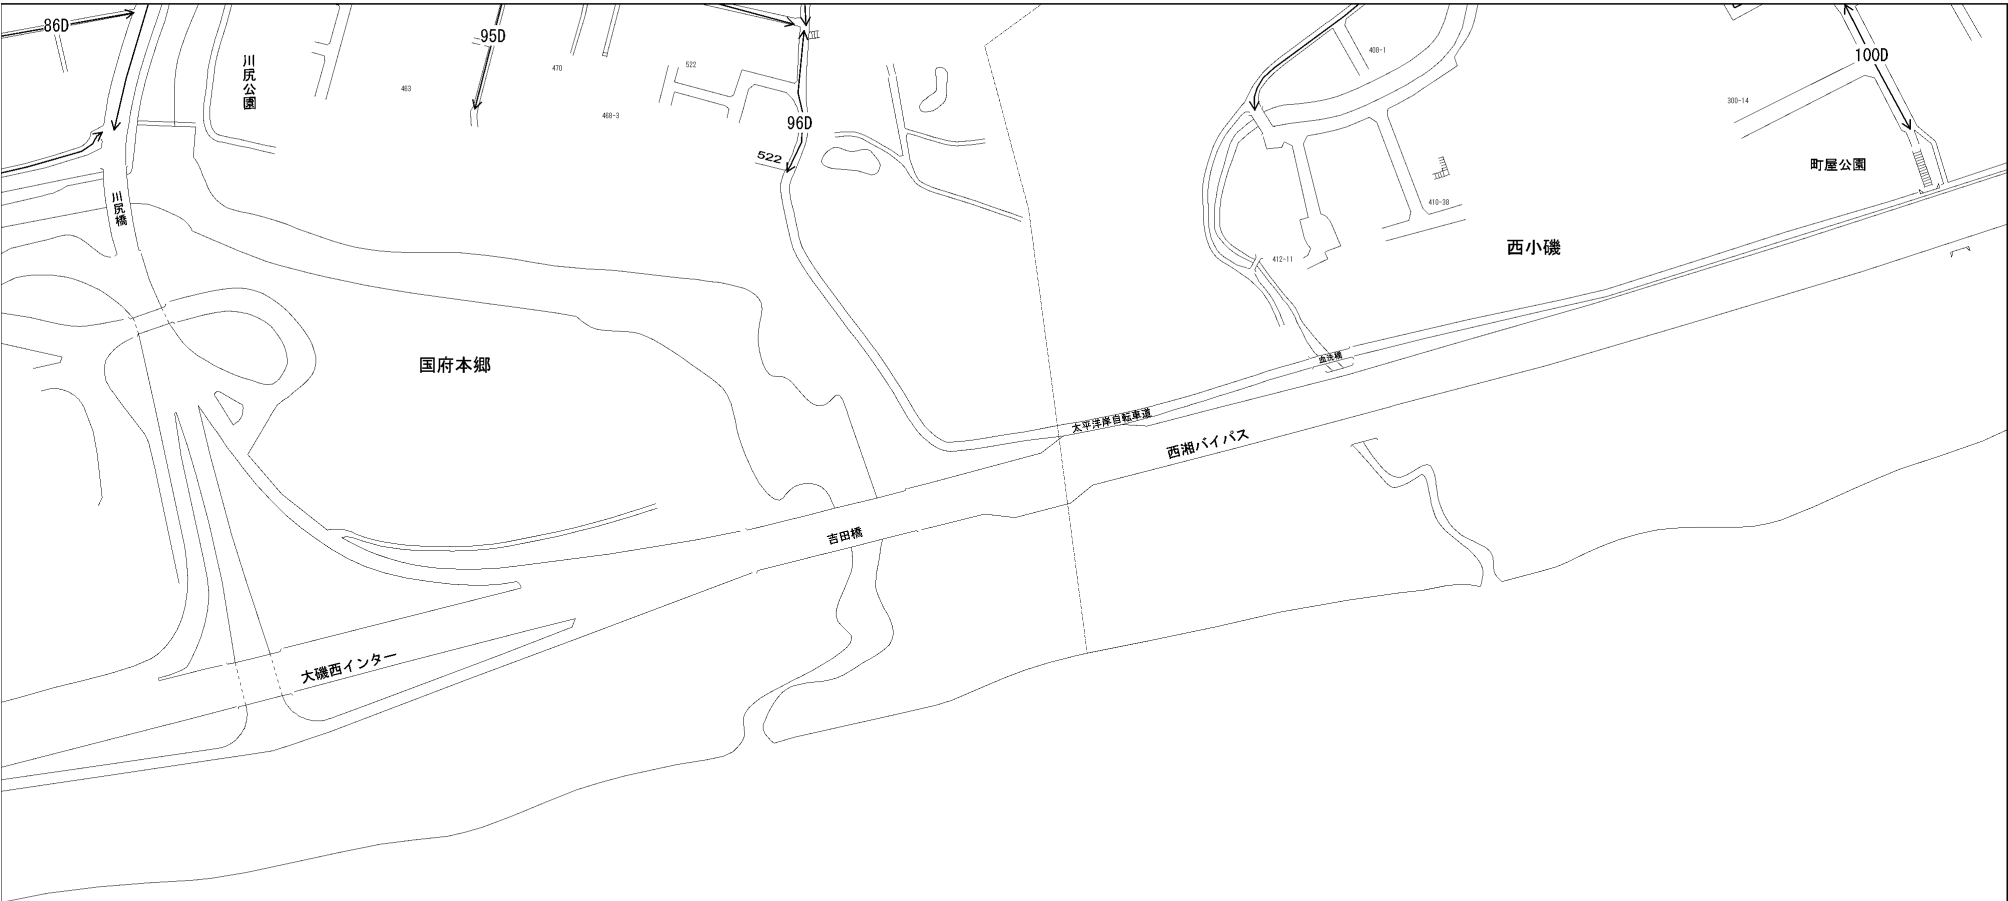 86D
95D
96D
100D
川尻公園
463
470
522
468-3
522
408-1
300-14
町屋公園
川尻橋
410-38
西小磯
412-11
国府本郷
血洗橋
太平洋岸自転車道
西湘バイパス
吉田橋
大磯西インター